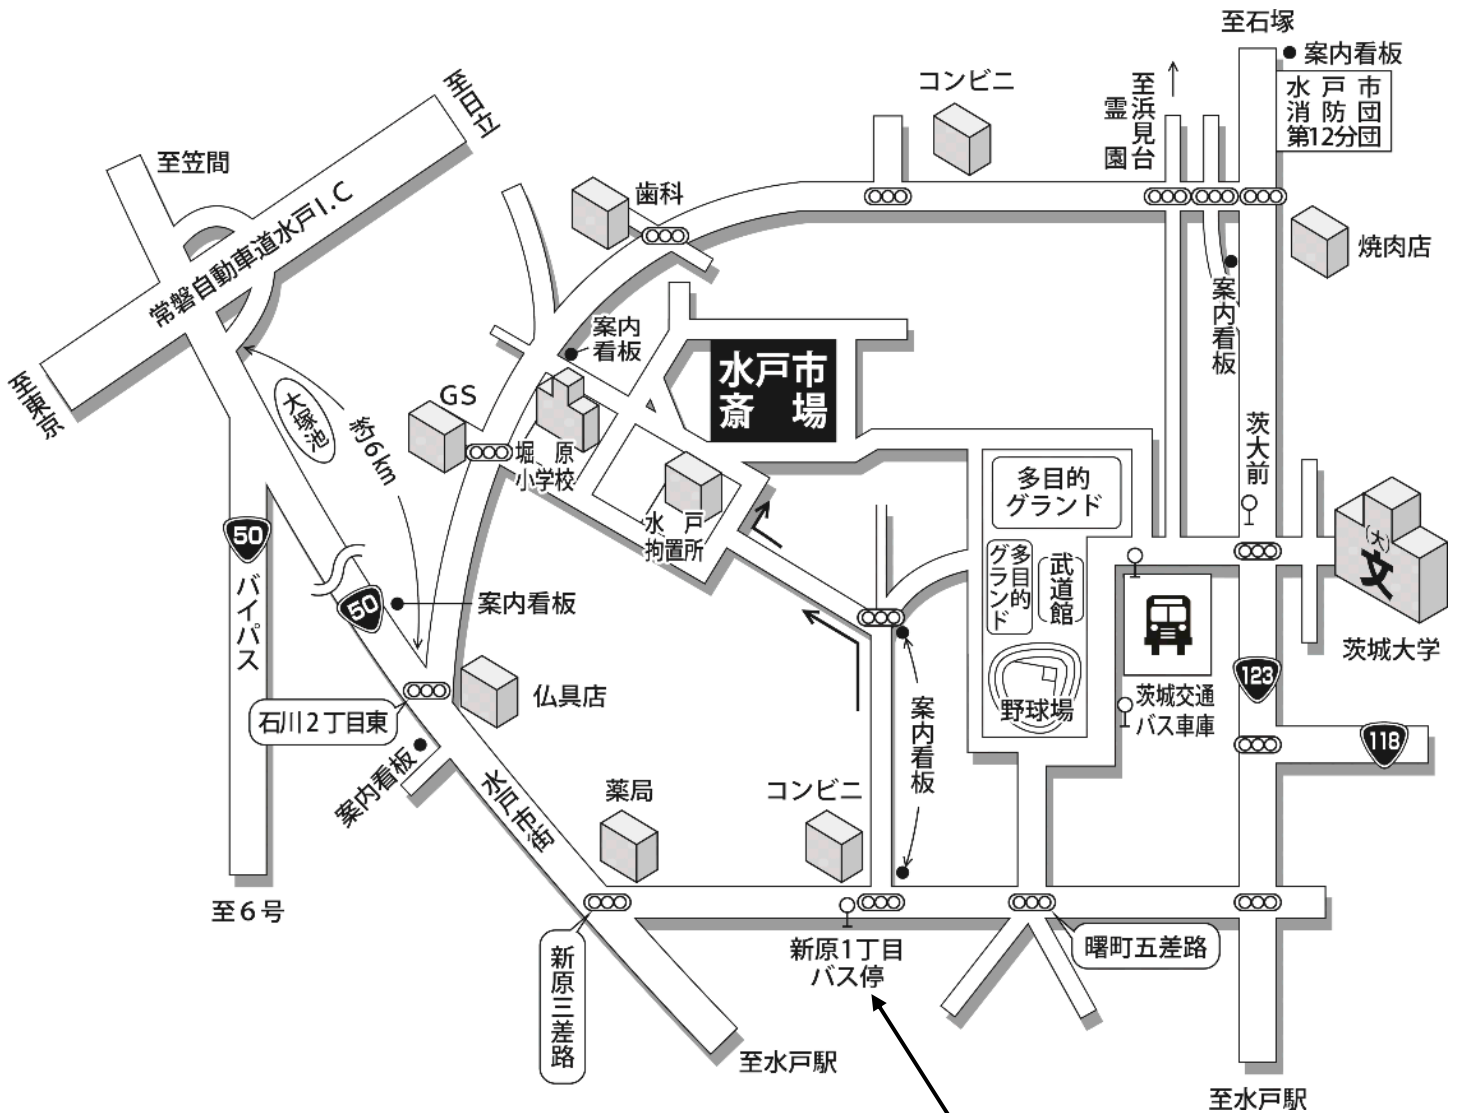 至石塚
案内看板
水戸市
消防団
第12分団
コンビニ
至浜見台
霊園
至日立
至笠間
歯科
常磐自動車道水戸I.C
焼肉店
案内
看板
案内看板
水戸市
斎場
至東京
GS
大塚池
約6km
堀原
小学校
茨大前
多目的
グランド
水戸
拘置所
多目的
グランド
武道館
(大)
文
50
バイパス
50
案内看板
茨城大学
123
野球場
茨城交通
バス車庫
仏具店
石川2丁目東
案内看板
118
案内看板
水戸市街
薬局
コンビニ
至6号
新原1丁目
バス停
曙町五差路
新原三差路
至水戸駅
至水戸駅